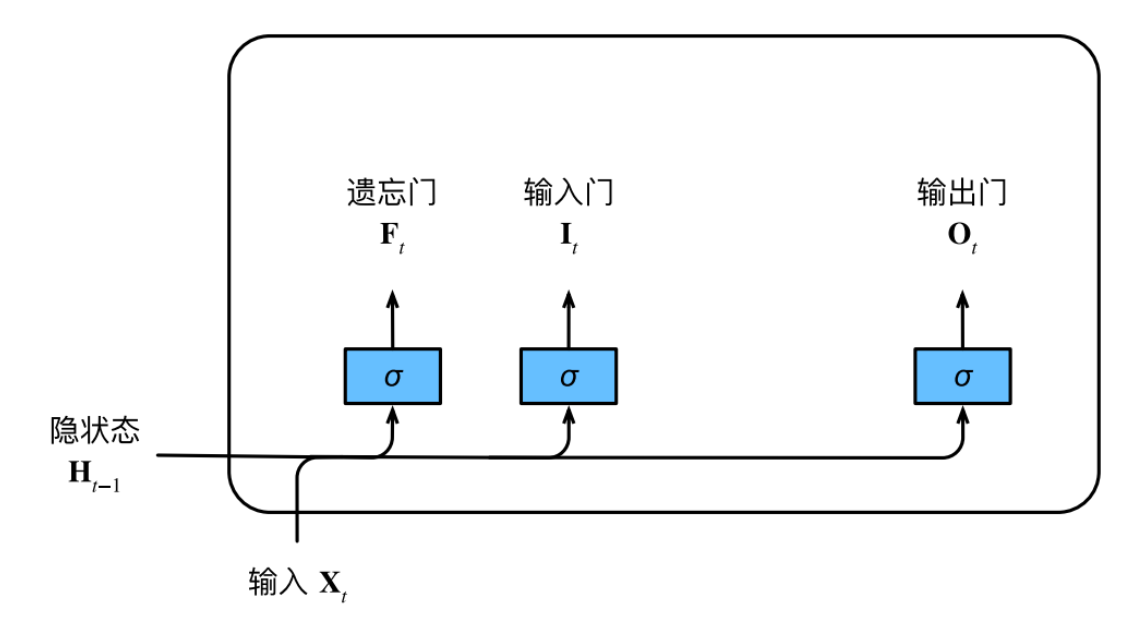 遗忘门
F_t
输入门
I_t
输出门
O_t
σ
σ
σ
隐状态
H_{t-1}
输入 X_t